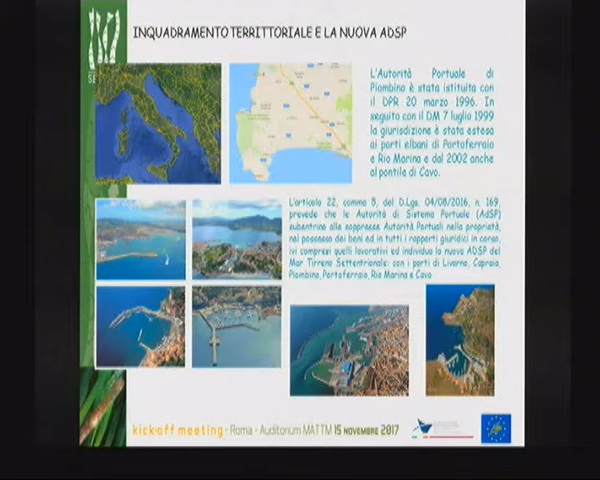 INQUADRAMENTO TERRITTORIALE E LA NUOVA ADSP
L'Autorità Portuale di
Piombino è stata istituita con
il DPR 20 marzo 1996. In
seguito con il DM 7 luglio 1999
la giurisdizione è stata estesa
ai porti elbani di Portoferraio
e Rio Marina e dal 2002 anche
al pontile di Cavo.
L'articolo 22, comma 5, del D.Lgs. 04/08/2016, n. 169,
prevede che le Autorità di Sistema Portuale (AdSP)
subentrino alle soppresse Autorità Portuali nella proprietà,
nel possesso dei beni ed in tutti i rapporti giuridici in corso,
ivi compresi quelli lavorativi ed individua la nuova ADSP del
Mar Tirreno Settentrionale: con i porti di Livorno, Capraia,
Piombino, Portoferraio, Rio Marina e Cavo
kick-off meeting - Roma - Auditorium MATTM 15 NOVEMBRE 2017